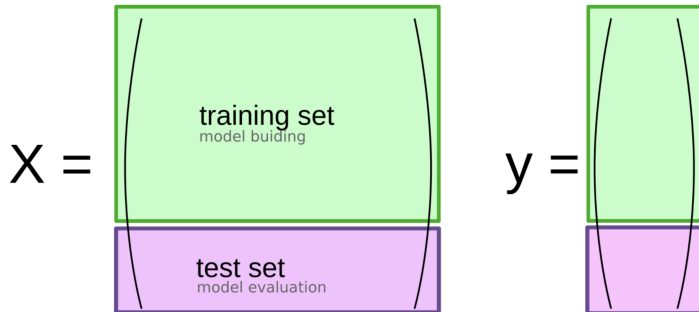 X =
training set
model buiding
test set
model evaluation
y =